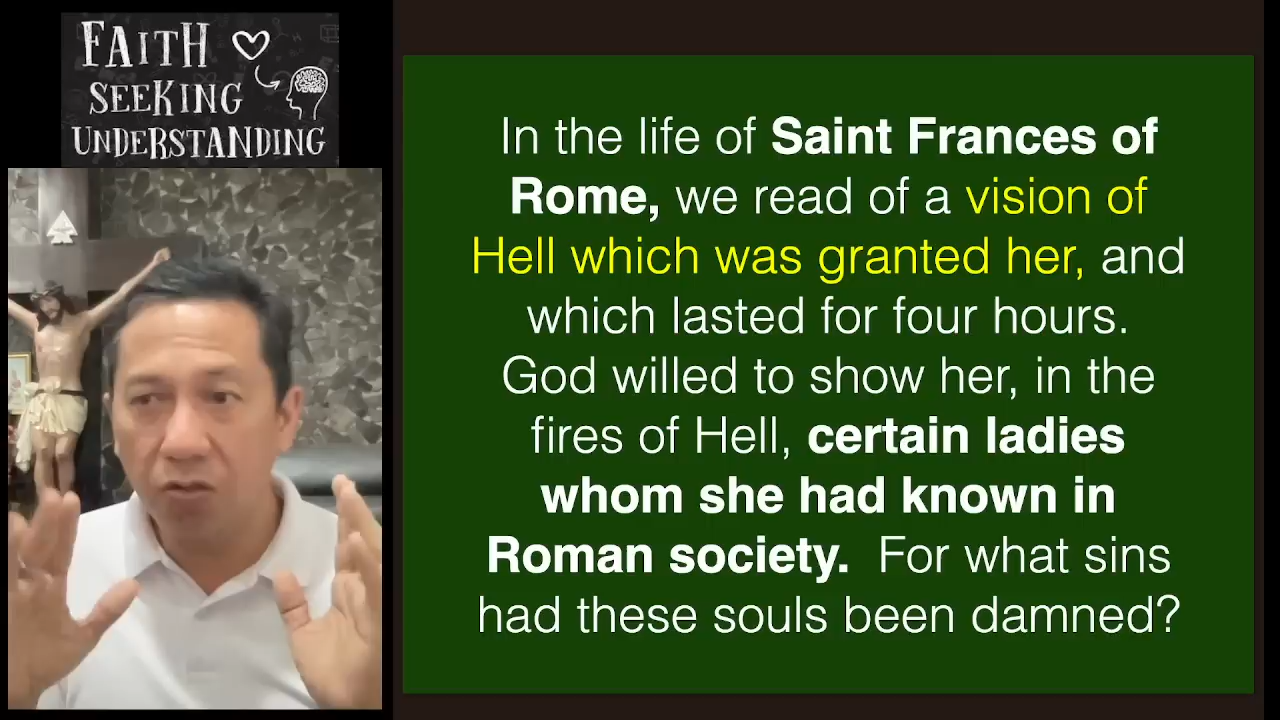 FAITH
SEEKING
UNDERSTANDING
In the life of Saint Frances of
Rome, we read of a vision of
Hell which was granted her, and
which lasted for four hours.
God willed to show her, in the
fires of Hell, certain ladies
whom she had known in
Roman society. For what sins
had these souls been damned?